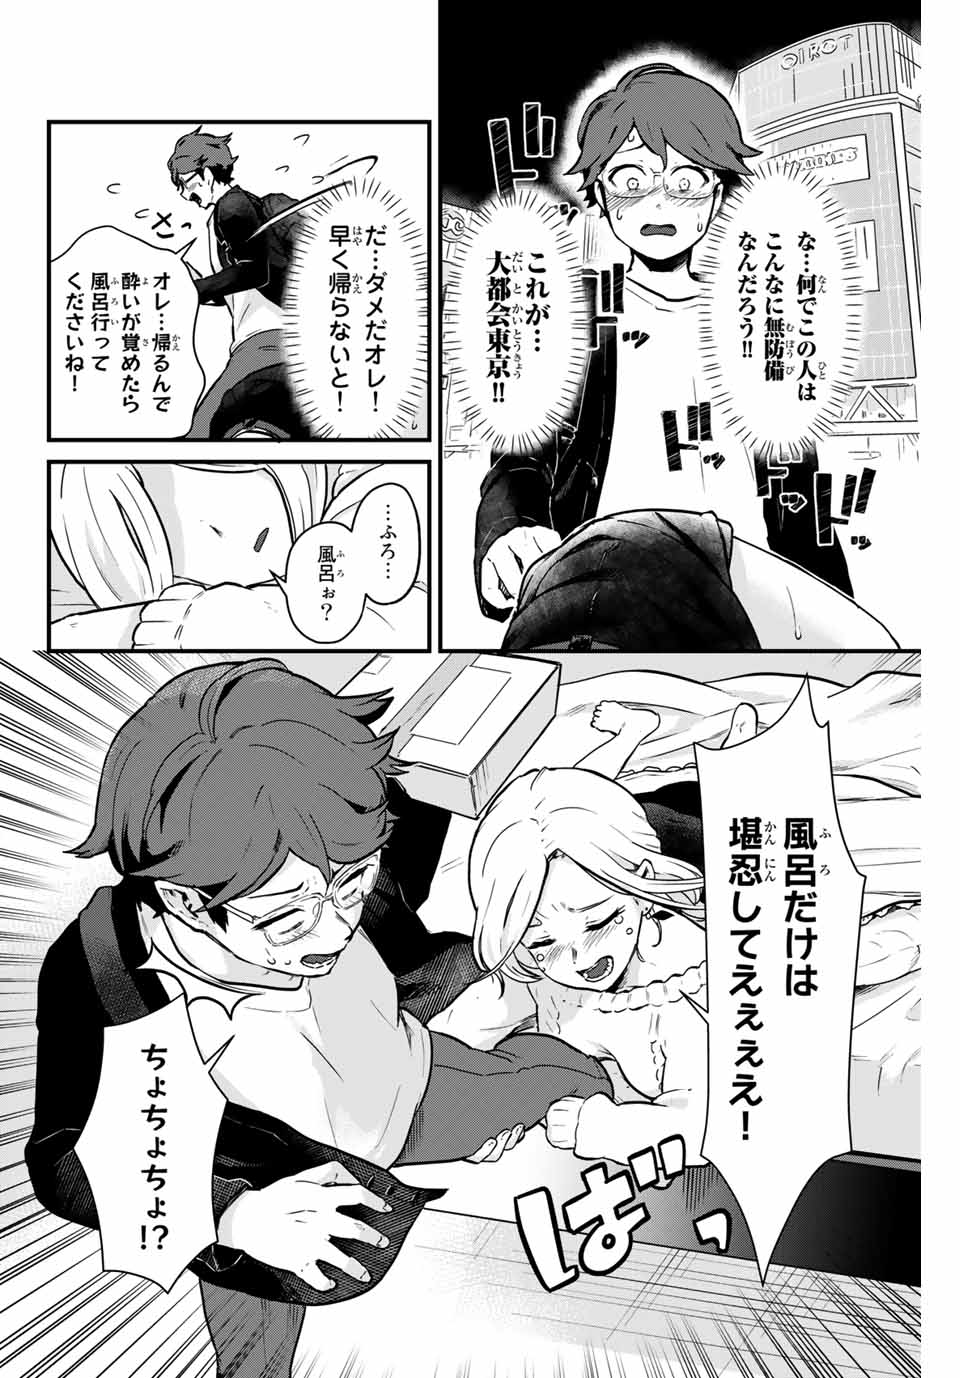 OIROT
な…何でこの人は
こんなに無防備
なんだろう!!
これが…
大都会東京!!
ドッ
ドッ
ドッ
ドッ
だ…ダメだオレ!
早く帰らないと!
オレ…帰るんで
酔いが覚めたら
風呂行って
くださいね!
さっ
…ふろ…
風呂ぉ?
風呂だけは
堪忍してえぇぇえ!
ちょちょちょ!?
ばっ